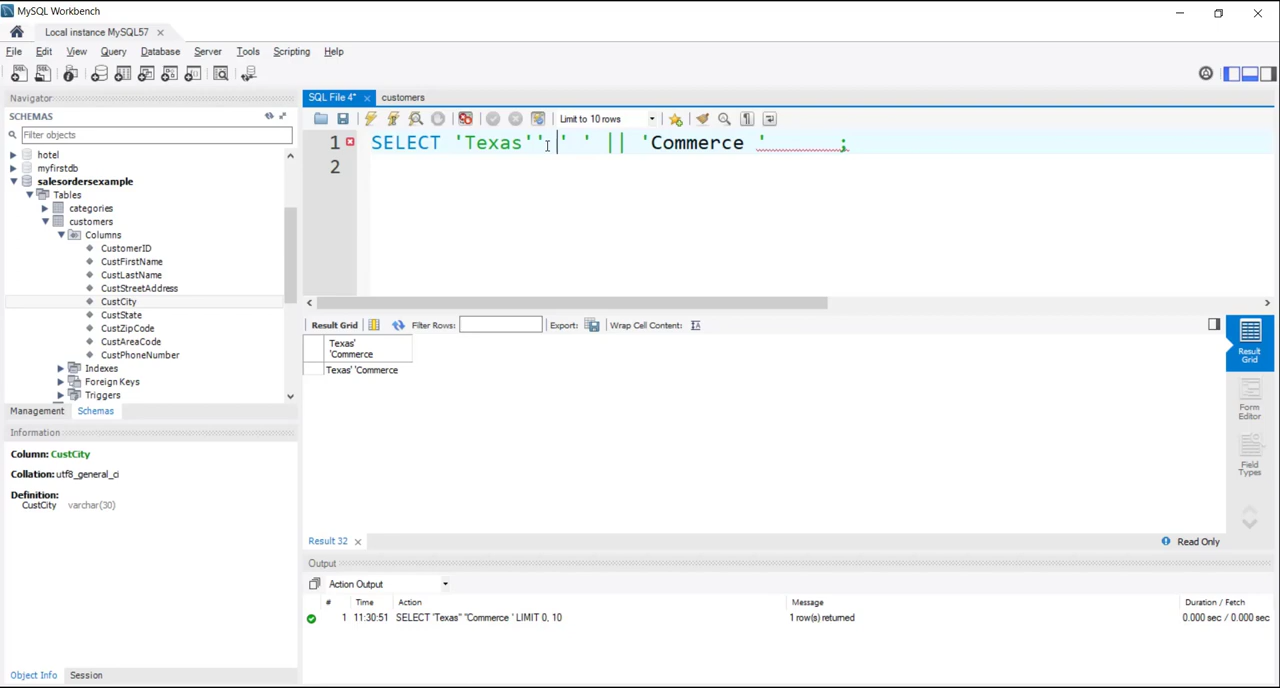 MySQL Workbench
Local instance MySQL57
File Edit View Query Database Server Tools Scripting Help
Navigator
SCHEMAS
Filter objects
hotel
myfirstdb
salesordersexample
Tables
categories
customers
Columns
CustomerID
CustFirstName
CustLastName
CustStreetAddress
CustCity
CustState
CustZipCode
CustAreaCode
CustPhoneNumber
Indexes
Foreign Keys
Triggers
Management Schemas
Information
Column: CustCity
Collation: utf8_general_ci
Definition:
CustCity varchar(30)
Object Info Session
SQL File 4* customers
Limit to 10 rows
1 SELECT 'Texas'' ' ' || 'Commerce ' ;
2
Result Grid Filter Rows: Export: Wrap Cell Content:
Texas'
'Commerce
Texas' 'Commerce
Result
Grid
Form
Editor
Field
Types
Result 32 Read Only
Output
Action Output
# Time Action Message Duration / Fetch
1 11:30:51 SELECT 'Texas'' ''Commerce ' LIMIT 0, 10 1 row(s) returned 0.000 sec / 0.000 sec